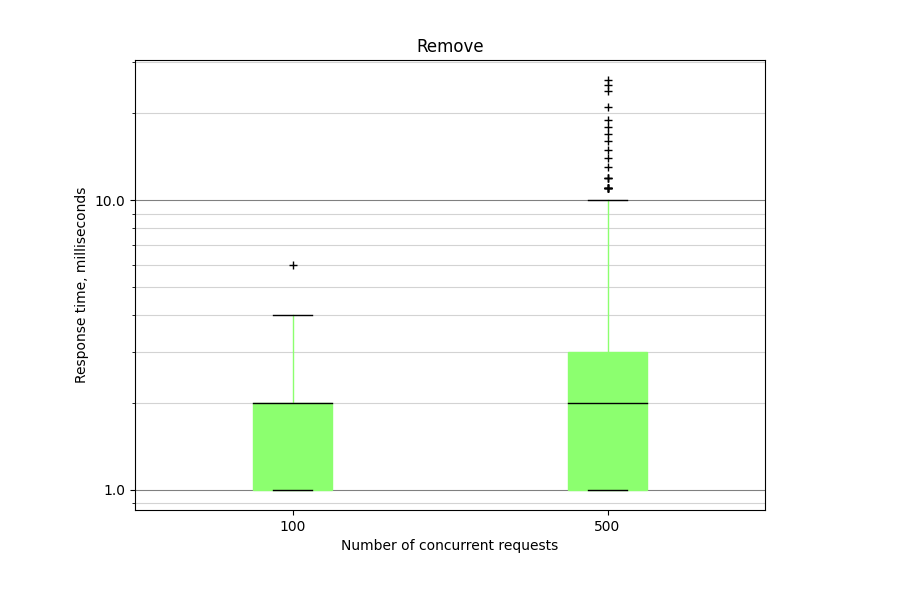 Remove
Response time, milliseconds
10.0
1.0
100
500
Number of concurrent requests